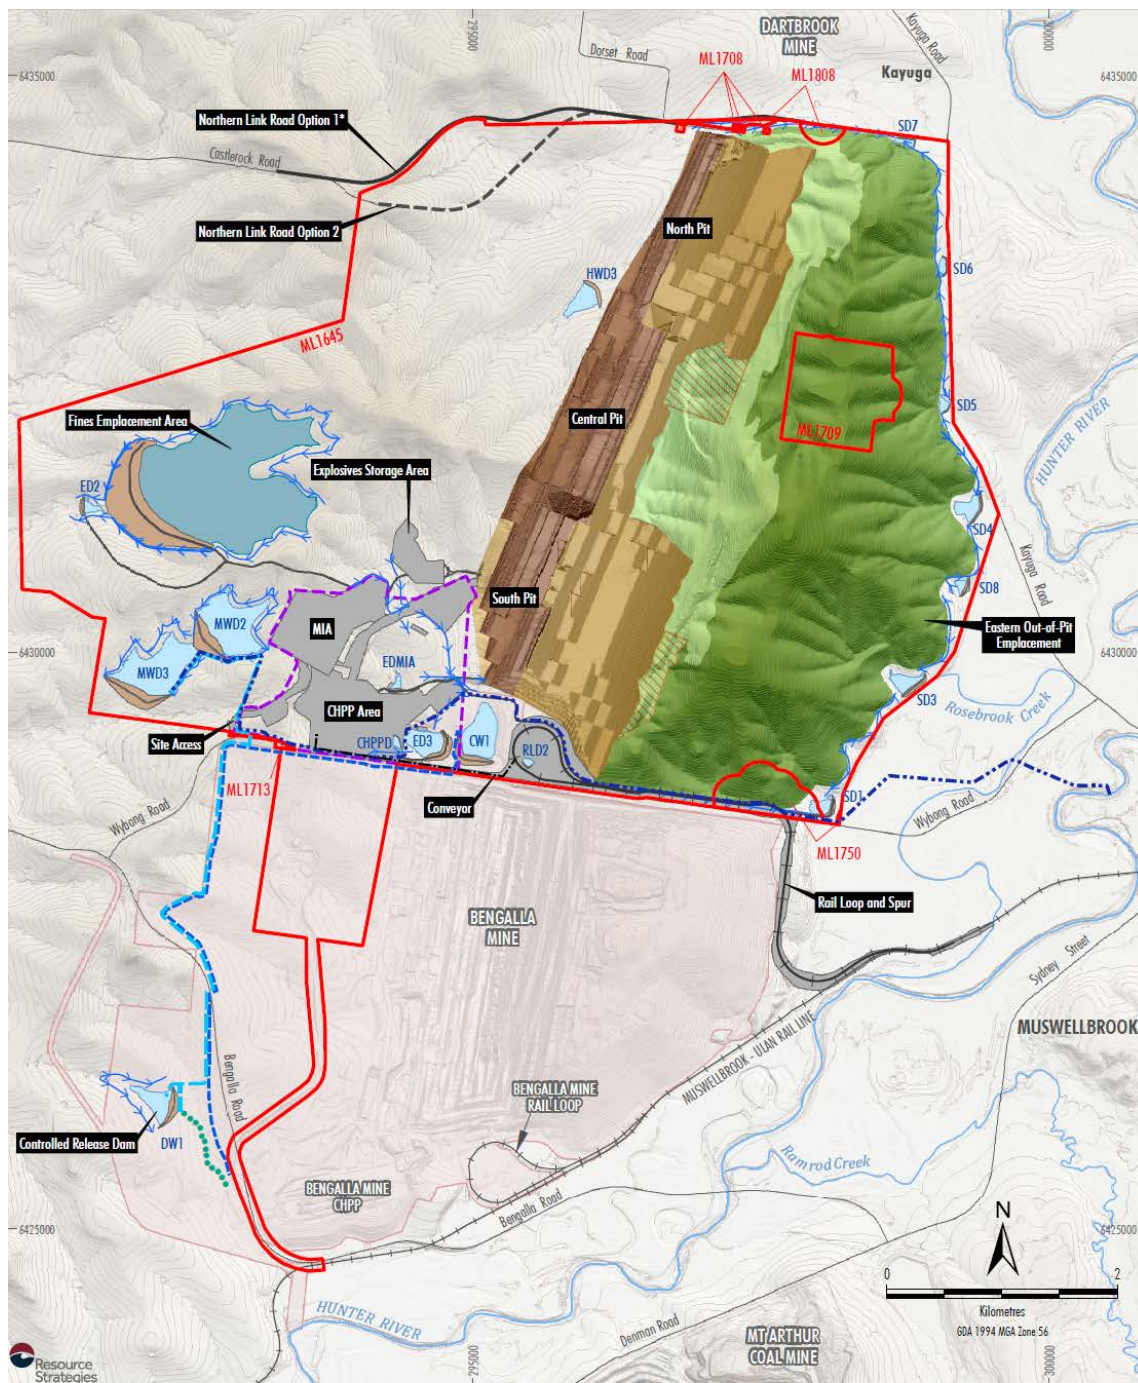 295000
300000
DARTBROOK
MINE
Kayuga Road
Dorset Road
ML1708
ML1808
Kayuga
6435000
6435000
Northern Link Road Option 1*
SD7
Castlerock Road
Northern Link Road Option 2
North Pit
HWD3
SD6
ML1645
Fines Emplacement Area
Central Pit
SD5
ML1709
HUNTER RIVER
Explosives Storage Area
ED2
SD4
Kayuga Road
SD8
South Pit
MWD2
MIA
Eastern Out-of-Pit
Emplacement
6430000
6430000
MWD3
EDMIA
SD3
Rosebrook Creek
CHPP Area
Site Access
CHPPD
ED3
CW1
RLD2
ML1713
Conveyor
SD1
Wybong Road
Wybong Road
ML1750
Rail Loop and Spur
BENGALLA
MINE
Sydney Street
MUSWELLBROOK
MUSWELLBROOK - ULAN RAIL LINE
Bengalla Road
BENGALLA MINE
RAIL LOOP
Controlled Release Dam
DW1
Ramrod Creek
BENGALLA MINE
CHPP
Bengalla Road
N
6425000
6425000
0
2
Kilometres
GDA 1994 MGA Zone 56
HUNTER RIVER
Denman Road
MT ARTHUR
COAL MINE
Resource
Strategies
295000
300000